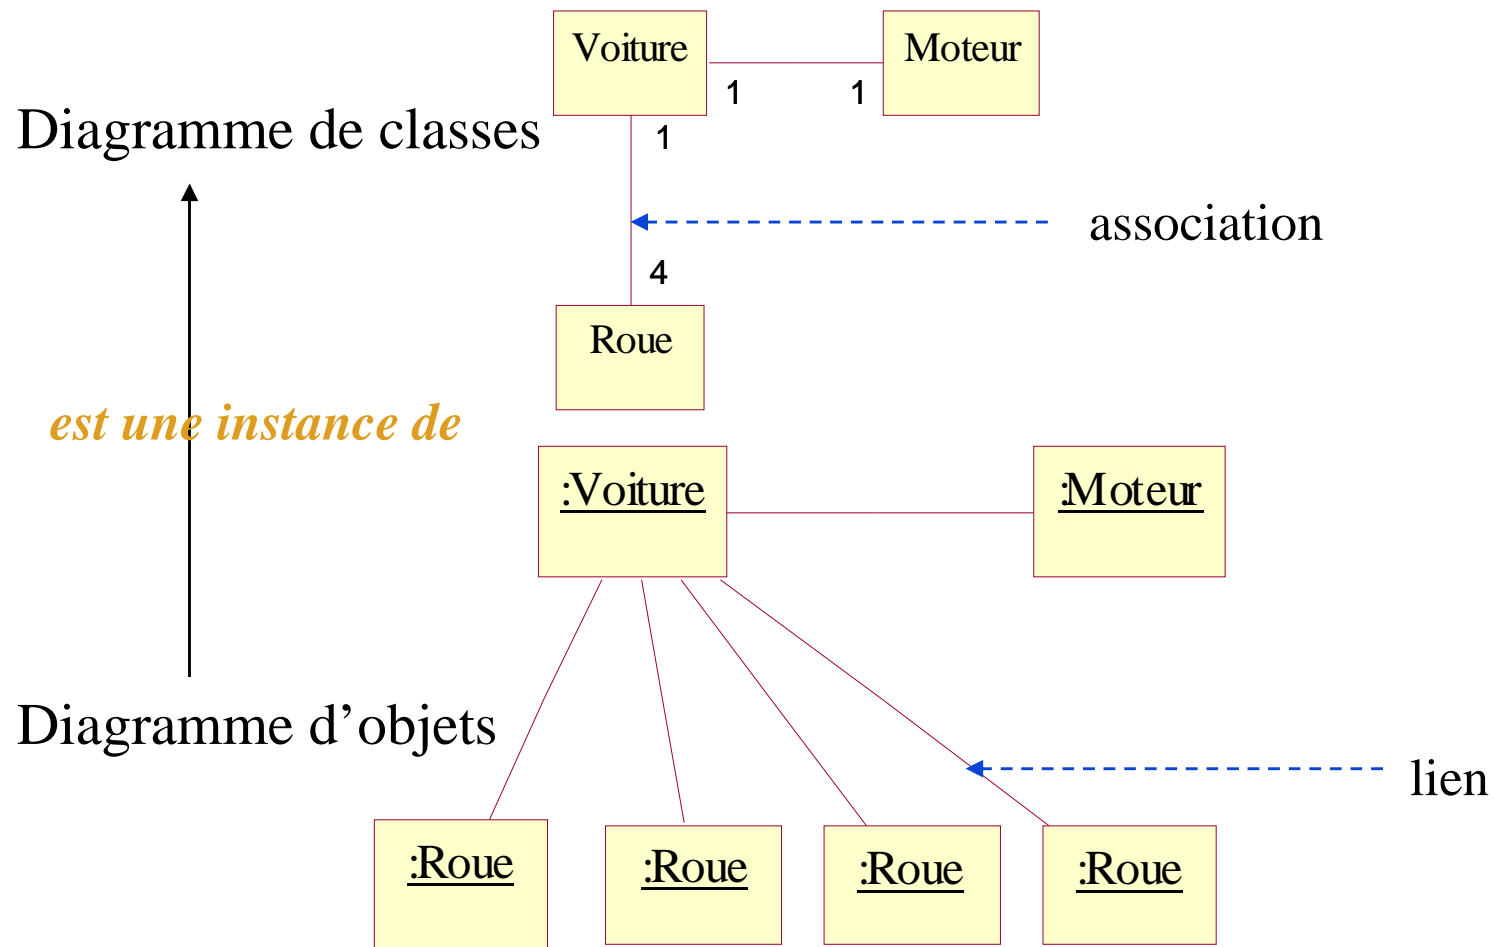 Voiture
Moteur
1
1
Diagramme de classes
1
association
4
Roue
est une instance de
:Voiture
:Moteur
Diagramme d’objets
lien
:Roue
:Roue
:Roue
:Roue